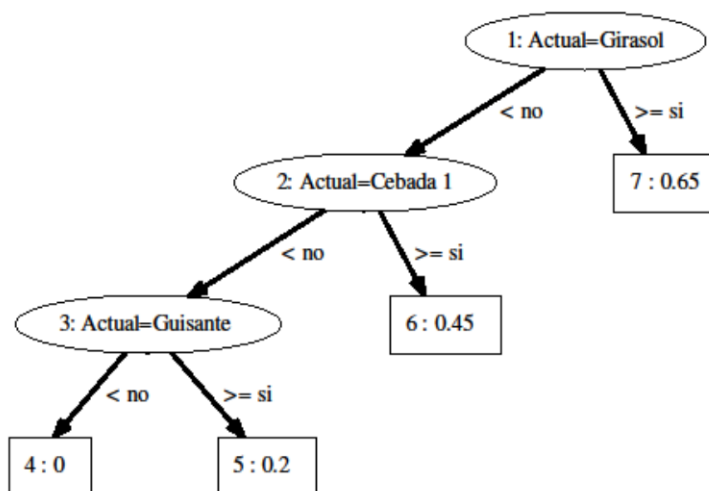 1: Actual=Girasol
< no
>= si
2: Actual=Cebada 1
7 : 0.65
< no
>= si
3: Actual=Guisante
6 : 0.45
< no
>= si
4 : 0
5 : 0.2